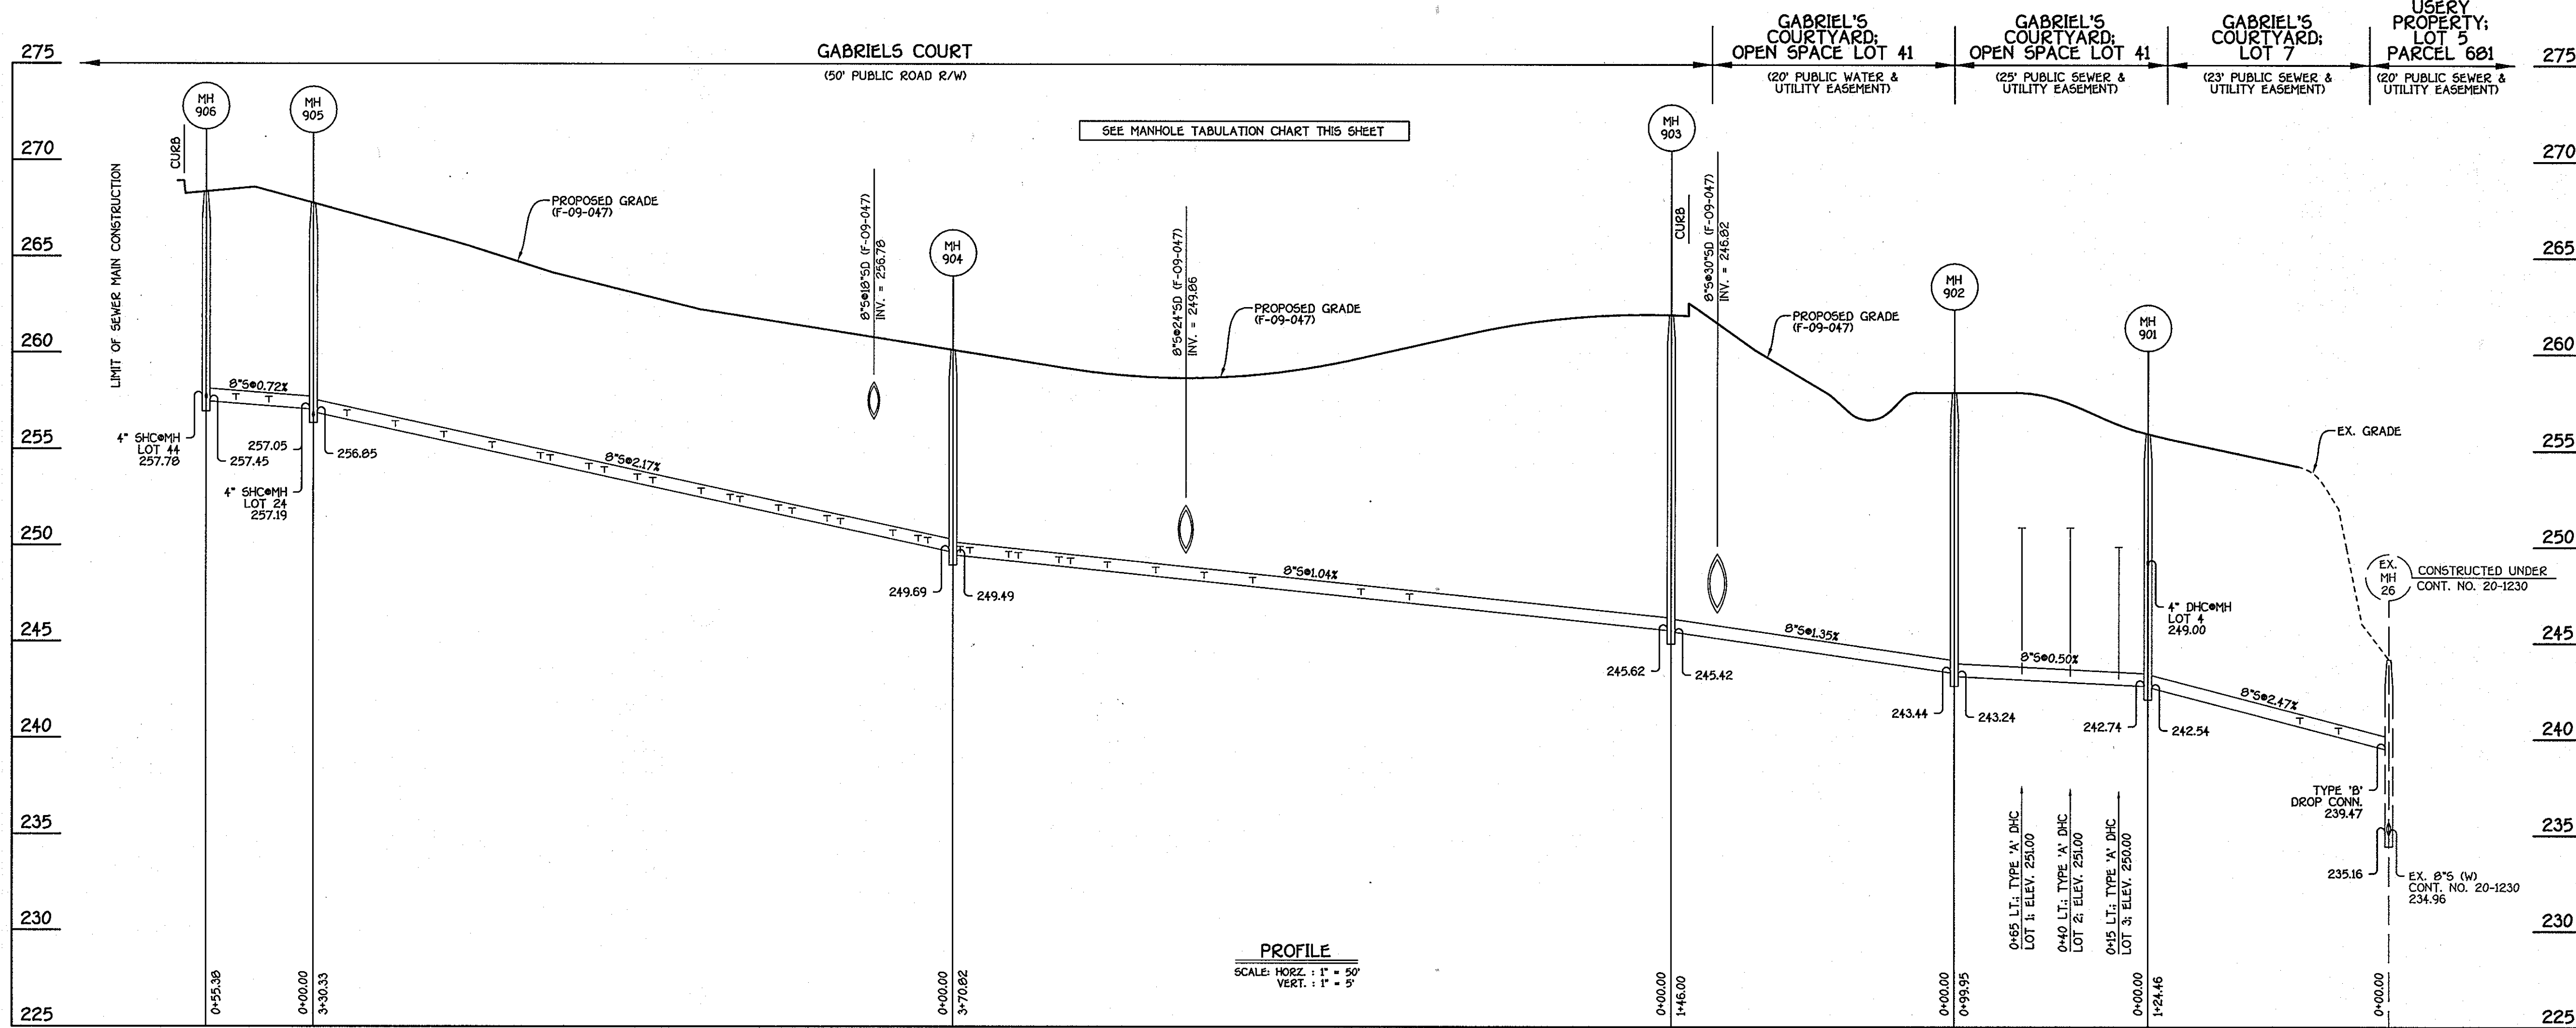 GABRIELS COURT
(50' PUBLIC ROAD R/W)
GABRIEL'S
COURTYARD;
OPEN SPACE LOT 41
(20' PUBLIC WATER &
UTILITY EASEMENT)
GABRIEL'S
COURTYARD;
OPEN SPACE LOT 41
(25' PUBLIC SEWER &
UTILITY EASEMENT)
GABRIEL'S
COURTYARD;
LOT 7
(23' PUBLIC SEWER &
UTILITY EASEMENT)
USERY
PROPERTY;
LOT 5
PARCEL 681
(20' PUBLIC SEWER &
UTILITY EASEMENT)
275
270
265
260
255
250
245
240
235
230
225
275
270
265
260
255
250
245
240
235
230
225
LIMIT OF SEWER MAIN CONSTRUCTION
CURB
MH
906
MH
905
SEE MANHOLE TABULATION CHART THIS SHEET
PROPOSED GRADE
(F-09-047)
8"S@18"SD (F-09-047)
INV. = 256.78
MH
904
8"S@24"SD (F-09-047)
INV. = 249.86
PROPOSED GRADE
(F-09-047)
MH
903
CURB
8"S@30"SD (F-09-047)
INV. = 246.82
PROPOSED GRADE
(F-09-047)
MH
902
MH
901
EX. GRADE
EX.
MH
26
CONSTRUCTED UNDER
CONT. NO. 20-1230
8"S@0.72%
4" SHC@MH
LOT 44
257.78
257.45
257.05
4" SHC@MH
LOT 24
257.19
256.85
8"S@2.17%
249.69
249.49
8"S@1.04%
245.62
245.42
8"S@1.35%
243.44
243.24
8"S@0.50%
4" DHC@MH
LOT 4
249.00
242.74
242.54
8"S@2.47%
TYPE 'B'
DROP CONN.
239.47
235.16
EX. 8"S (W)
CONT. NO. 20-1230
234.96
0+65 LT.; TYPE 'A' DHC
LOT 1; ELEV. 251.00
0+40 LT.; TYPE 'A' DHC
LOT 2; ELEV. 251.00
0+15 LT.; TYPE 'A' DHC
LOT 3; ELEV. 250.00
PROFILE
SCALE: HORZ. : 1" = 50'
VERT. : 1" = 5'
0+55.38
0+00.00
3+30.33
0+00.00
3+70.82
0+00.00
1+46.00
0+00.00
0+99.95
0+00.00
1+24.46
0+00.00